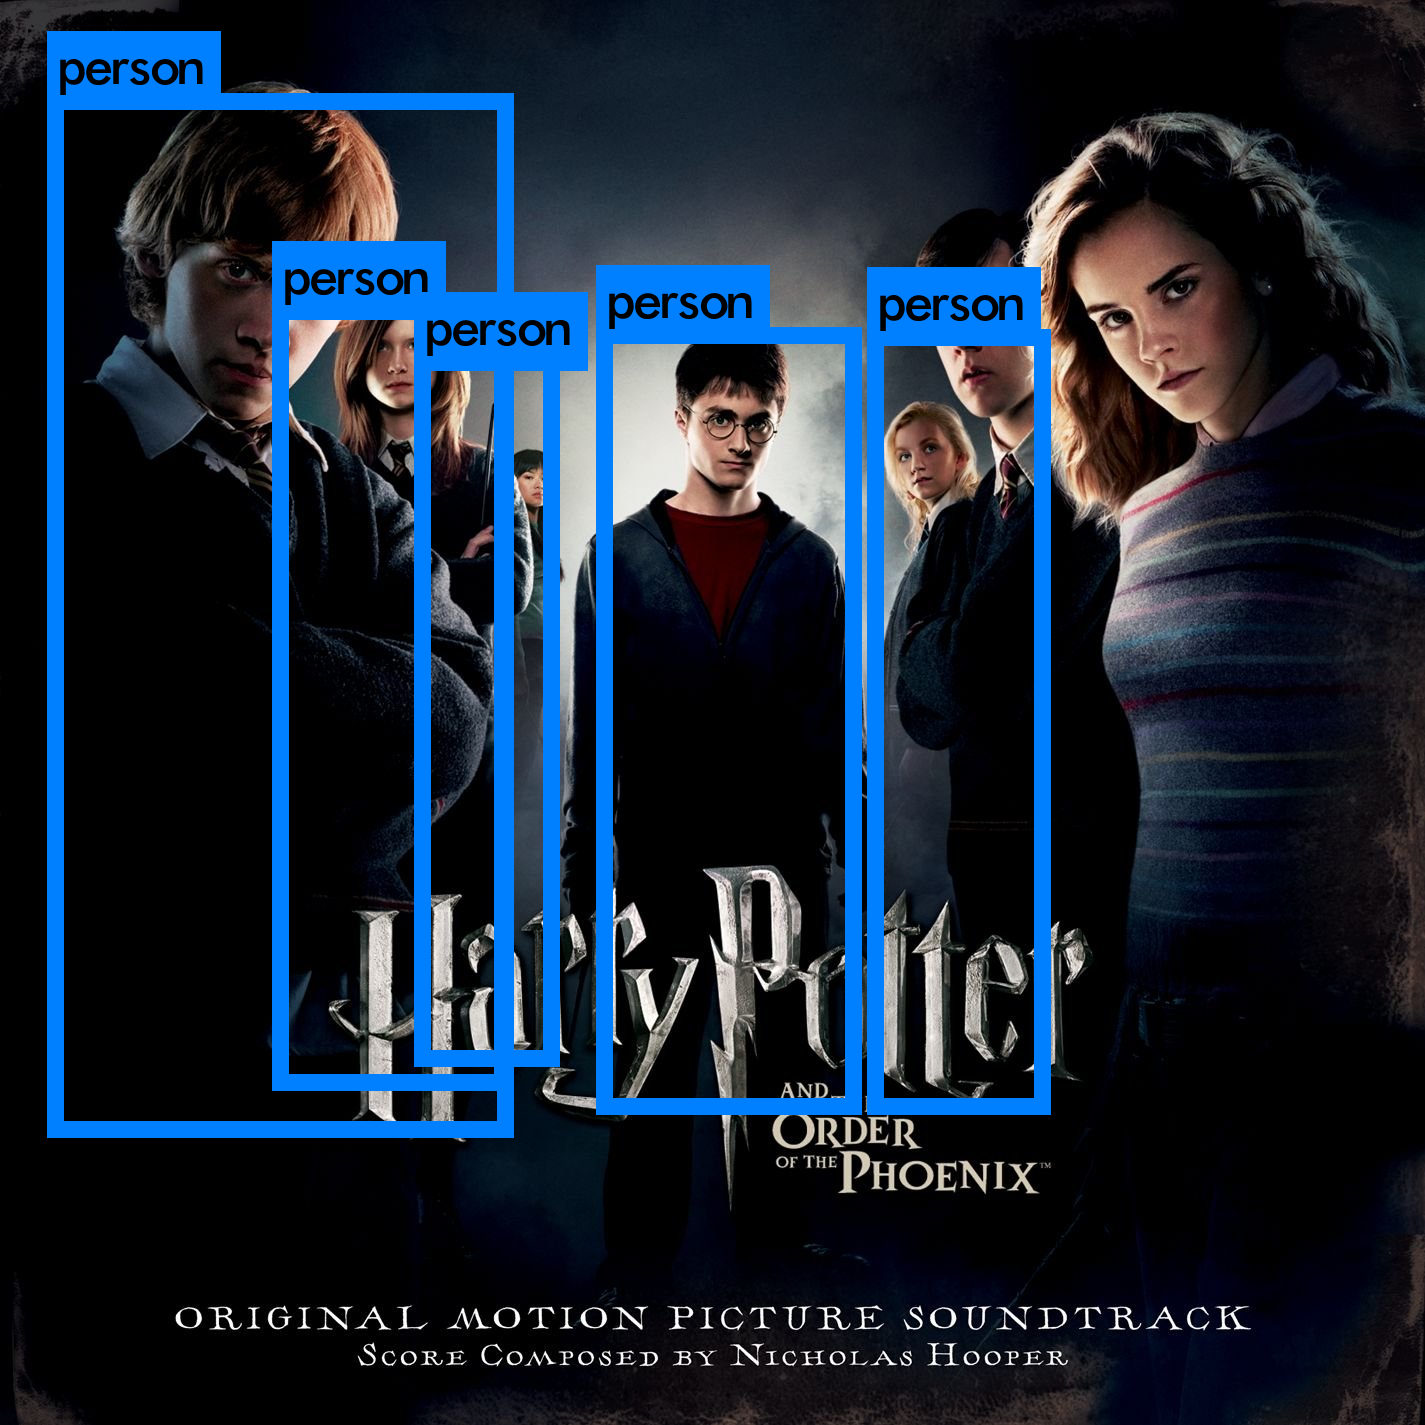 person
person
person
person
person
Harry Potter
AND THE
ORDER
OF THE PHOENIX™
ORIGINAL MOTION PICTURE SOUNDTRACK
SCORE COMPOSED BY NICHOLAS HOOPER